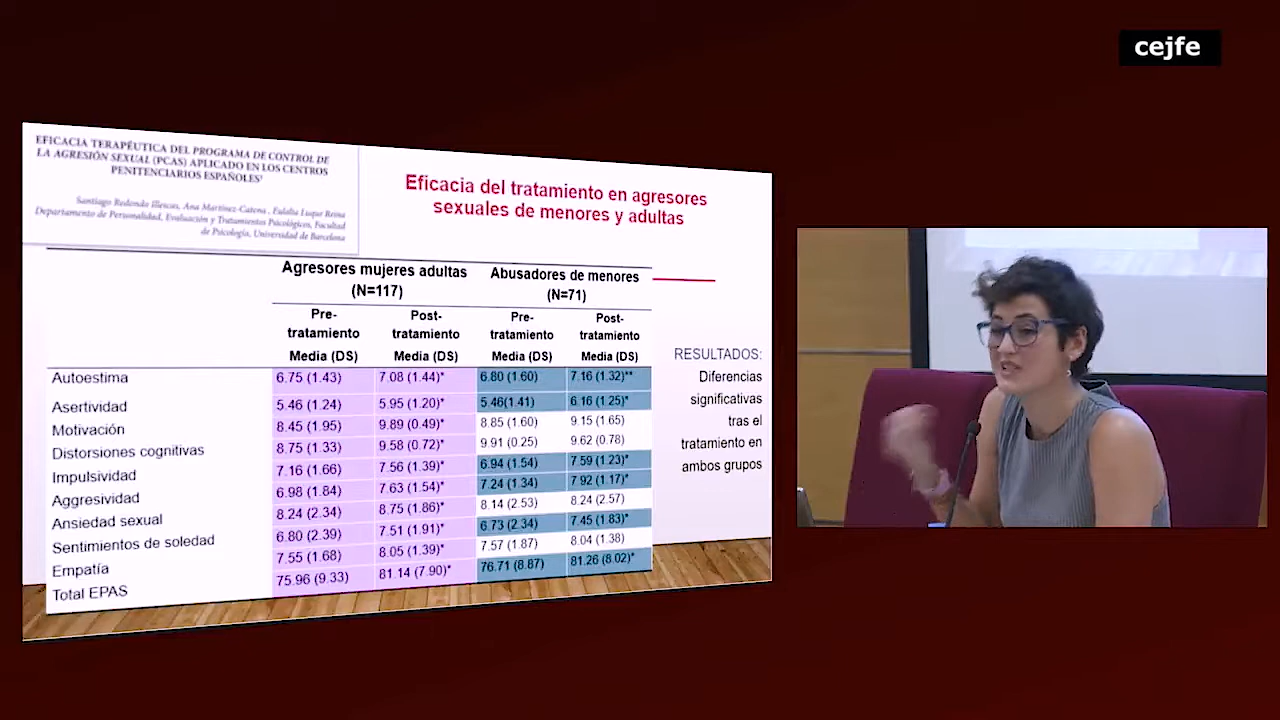 cejfe
EFICACIA TERAPÉUTICA DEL PROGRAMA DE CONTROL DE
LA AGRESIÓN SEXUAL (PCAS) APLICADO EN LOS CENTROS
PENITENCIARIOS ESPAÑOLES¹
Santiago Redondo Illescas, Ana Martínez-Catena , Eulalia Luque Reina
Departamento de Personalidad, Evaluación y Tratamientos Psicológicos, Facultad
de Psicología, Universidad de Barcelona
Eficacia del tratamiento en agresores
sexuales de menores y adultas
Agresores mujeres adultas Abusadores de menores
(N=117) (N=71)
Pre- Post- Pre- Post-
tratamiento tratamiento tratamiento tratamiento
Media (DS) Media (DS) Media (DS) Media (DS)
Autoestima 6.75 (1.43) 7.08 (1.44)* 6.80 (1.60) 7.16 (1.32)**
Asertividad 5.46 (1.24) 5.95 (1.20)* 5.46(1.41) 6.16 (1.25)*
Motivación 8.45 (1.95) 9.89 (0.49)* 8.85 (1.60) 9.15 (1.65)
Distorsiones cognitivas 8.75 (1.33) 9.58 (0.72)* 9.91 (0.25) 9.62 (0.78)
Impulsividad 7.16 (1.66) 7.56 (1.39)* 6.94 (1.54) 7.59 (1.23)*
Aggresividad 6.98 (1.84) 7.63 (1.54)* 7.24 (1.34) 7.92 (1.17)*
Ansiedad sexual 8.24 (2.34) 8.75 (1.86)* 8.14 (2.53) 8.24 (2.57)
Sentimientos de soledad 6.80 (2.39) 7.51 (1.91)* 6.73 (2.34) 7.45 (1.83)*
Empatía 7.55 (1.68) 8.05 (1.39)* 7.57 (1.87) 8.04 (1.38)
Total EPAS 75.96 (9.33) 81.14 (7.90)* 76.71 (8.87) 81.26 (8.02)*
RESULTADOS:
Diferencias
significativas
tras el
tratamiento en
ambos grupos